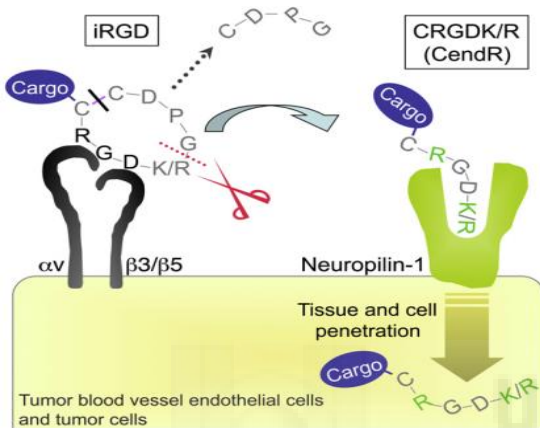 iRGD
C-D-P-G
CRGDK/R
(CendR)
Cargo
C-C-D-P-G-K/R
R-G-D
Cargo
C-R-G-D-K/R
αv
β3/β5
Neuropilin-1
Tissue and cell
penetration
Cargo
C-R-G-D-K/R
Tumor blood vessel endothelial cells
and tumor cells